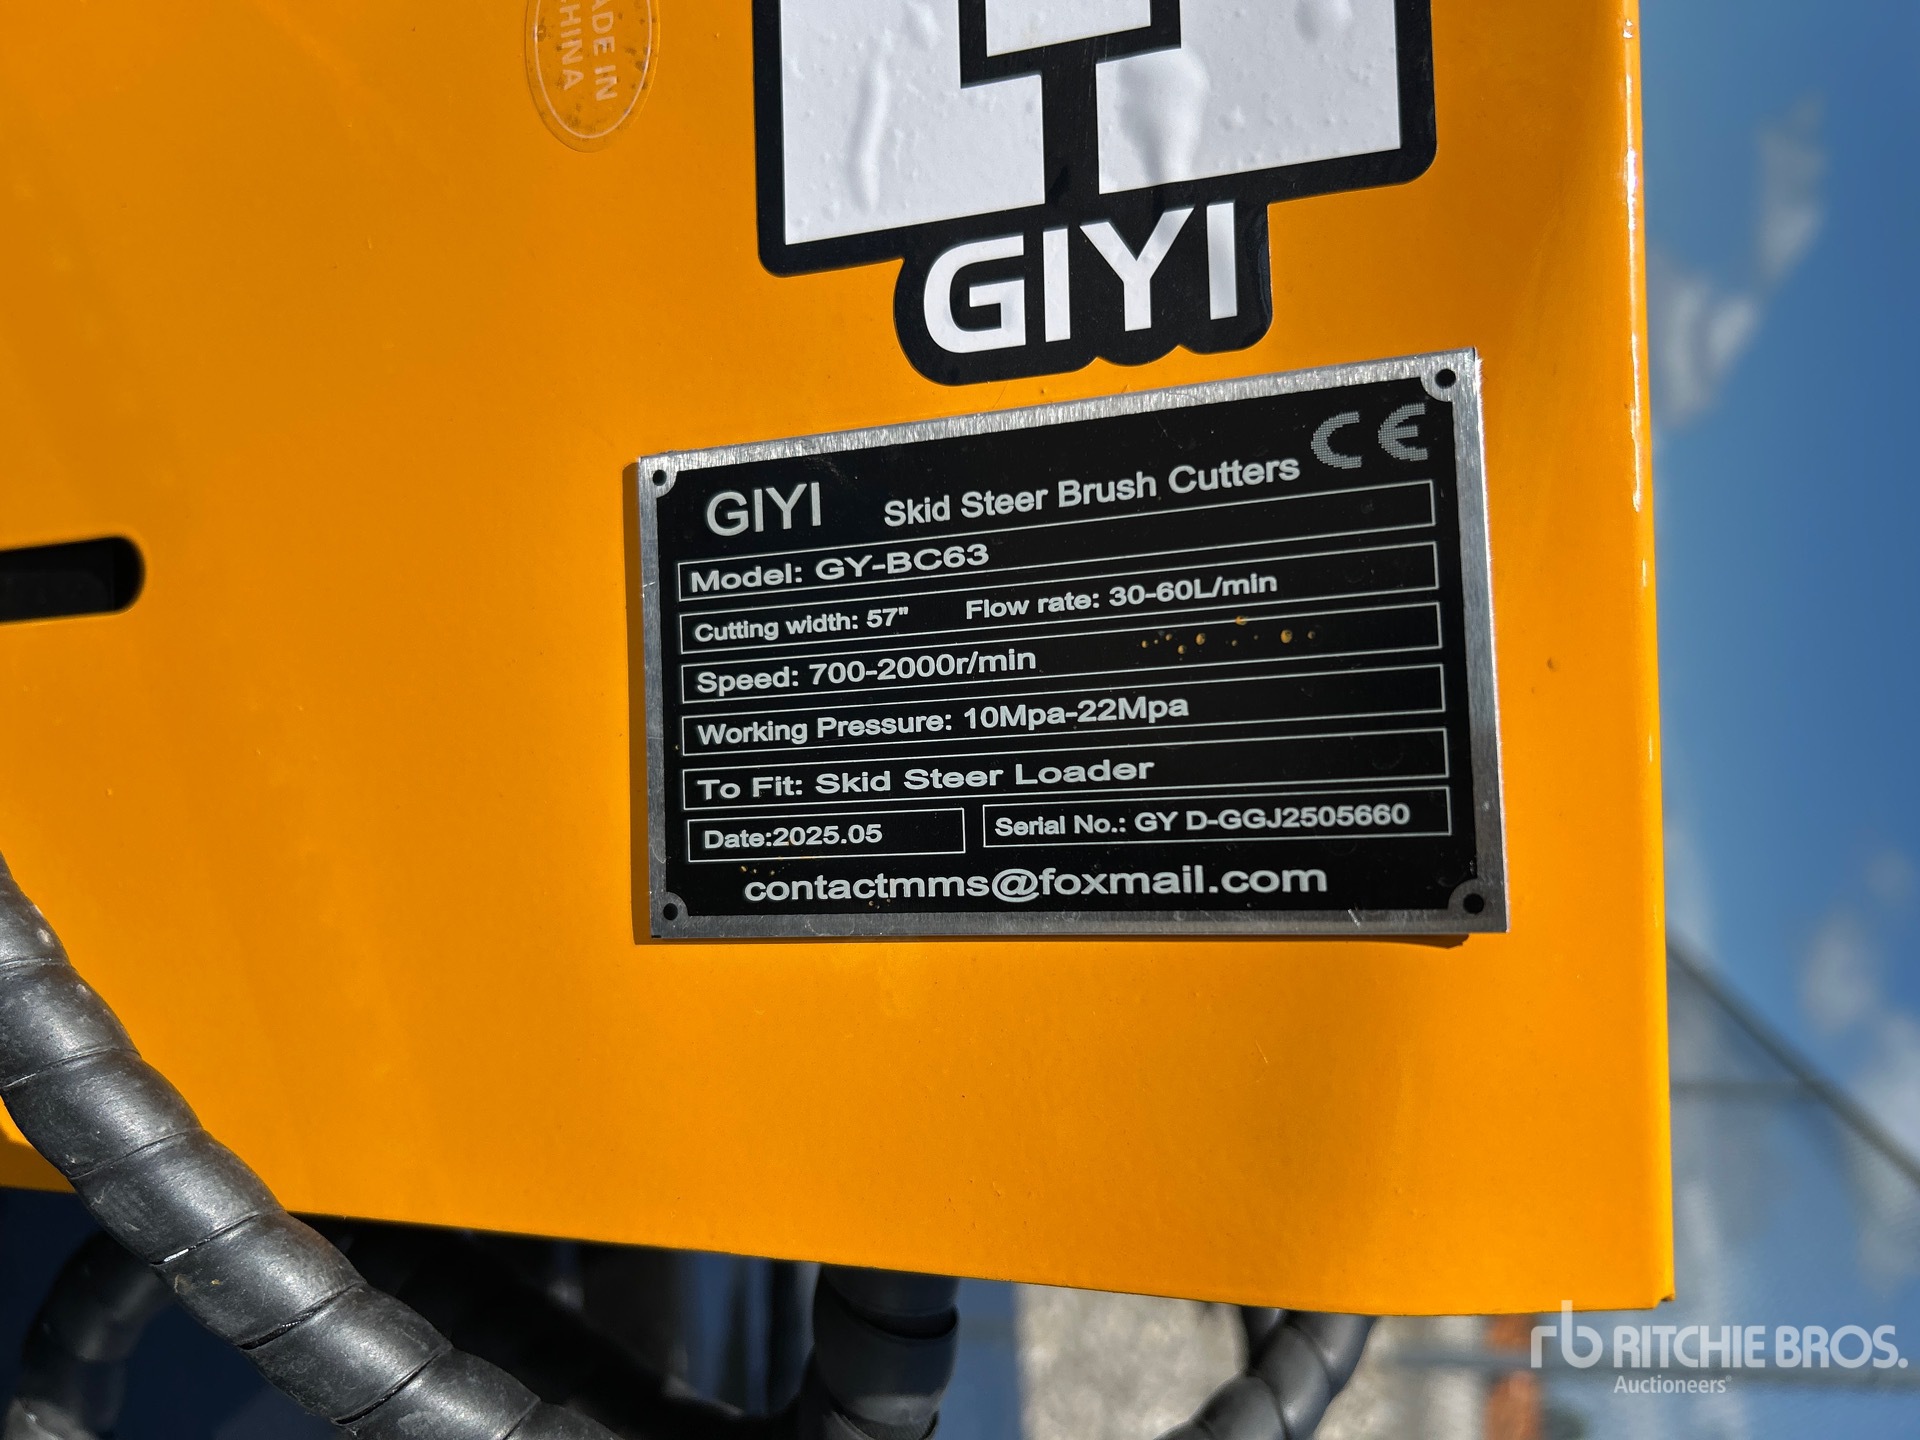 ADE IN
HINA
GIYI
GIYI Skid Steer Brush Cutters CE
Model: GY-BC63
Cutting width: 57" Flow rate: 30-60L/min
Speed: 700-2000r/min
Working Pressure: 10Mpa-22Mpa
To Fit: Skid Steer Loader
Date:2025.05 Serial No.: GY D-GGJ2505660
contactmms@foxmail.com
rb RITCHIE BROS.
Auctioneers